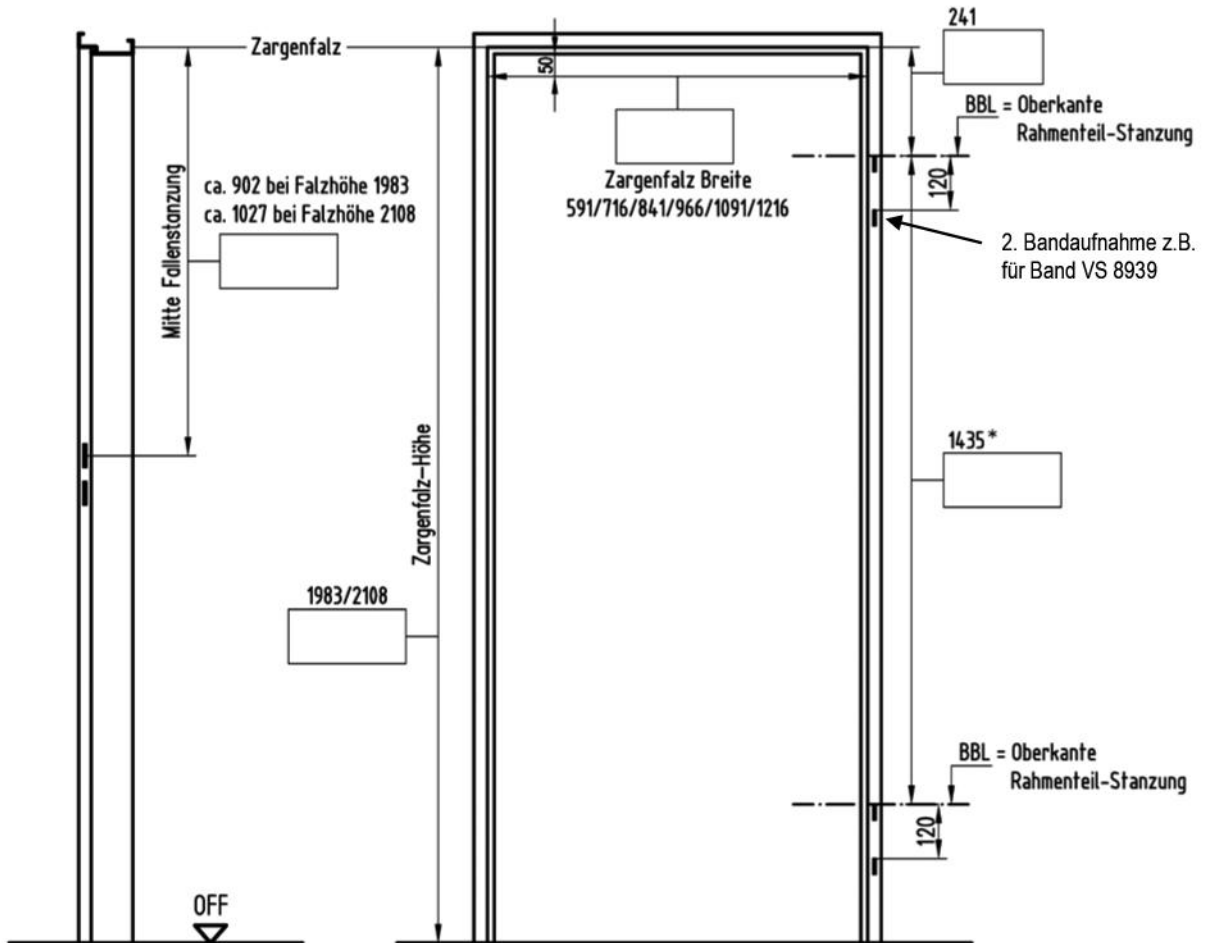 241
Zargenfalz
50
BBL = Oberkante
Rahmenteil-Stanzung
120
Mitte Fallenstanzung
ca. 902 bei Falzhöhe 1983
ca. 1027 bei Falzhöhe 2108
Zargenfalz Breite
591/716/841/966/1091/1216
2. Bandaufnahme z.B.
für Band VS 8939
Zargenfalz-Höhe
1435*
1983/2108
BBL = Oberkante
Rahmenteil-Stanzung
120
OFF